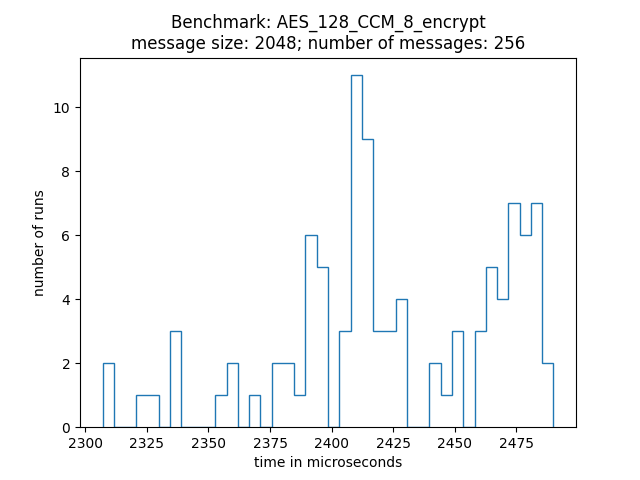 Benchmark: AES_128_CCM_8_encrypt
message size: 2048; number of messages: 256
number of runs
10
8
6
4
2
0
2300 2325 2350 2375 2400 2425 2450 2475
time in microseconds